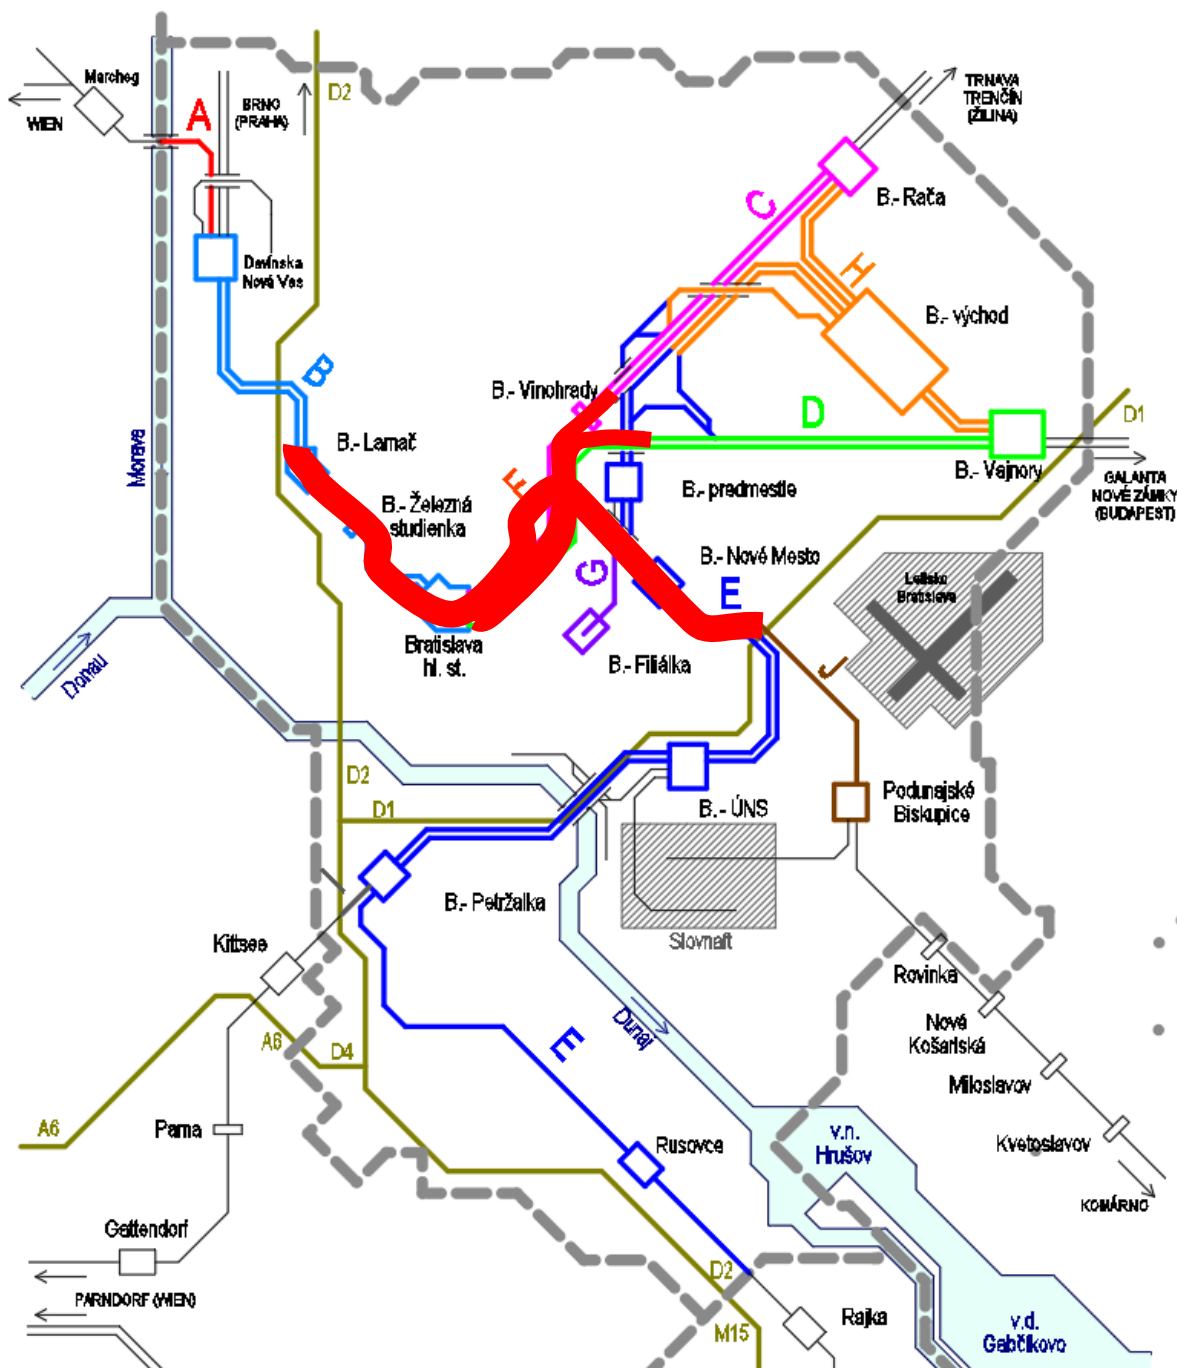 Marcheg
WIEN
A
BRNO
(PRAHA)
D2
TRNAVA
TRENČÍN
(ŽILINA)
C
B.- Rača
Devínska
Nová Ves
H
B.- východ
B
B.- Vinohrady
D
D1
Morava
B.- Lamač
F
B.- Železná
studienka
B.- predmestie
B.- Vajnory
GALANTA
NOVÉ ZÁMKY
(BUDAPEST)
G
B.- Nové Mesto
E
Letisko
Bratislava
Donau
Bratislava
hl. st.
B.- Filiálka
J
D2
D1
B.- ÚNS
Podunajské
Biskupice
B.- Petržalka
Slovnaft
Kittsee
Rovinka
Dunaj
Nové
Košariská
A6
D4
E
Miloslavov
A6
Pama
Rusovce
v.n.
Hrušov
Kvetoslavov
KOMÁRNO
Gattendorf
D2
PARNDORF (WIEN)
M15
Rajka
v.d.
Gabčíkovo